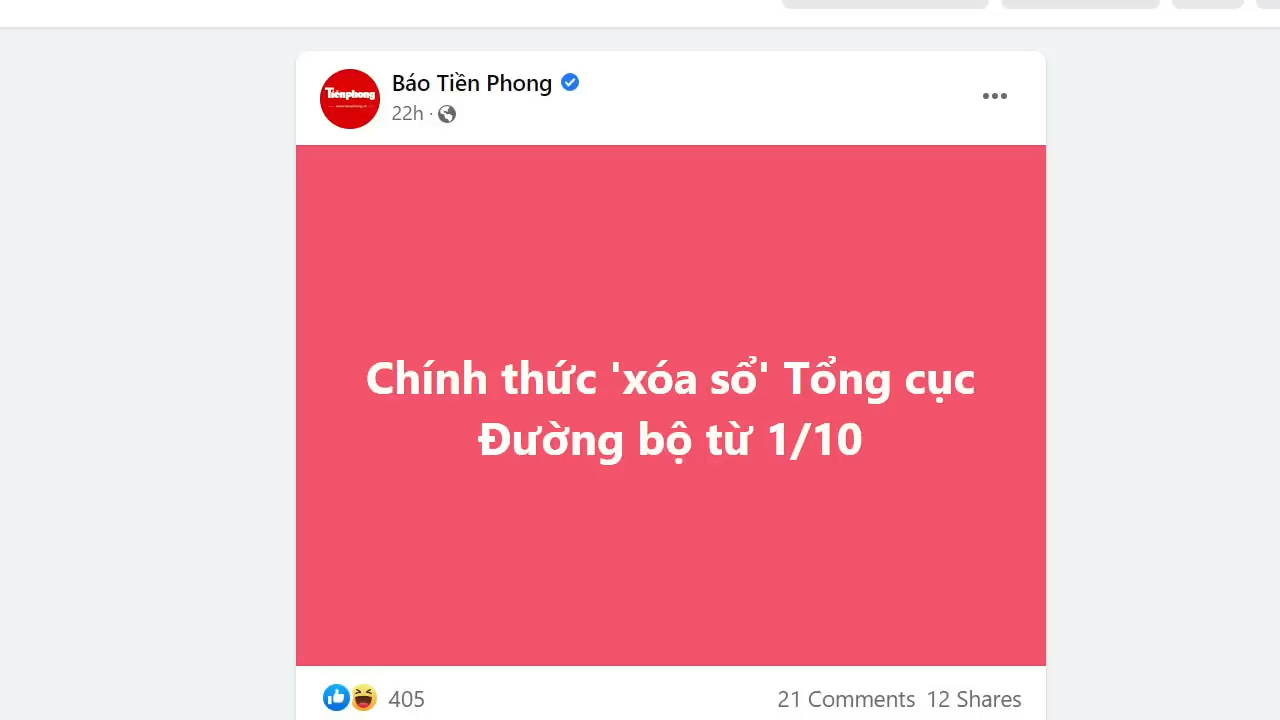 Tiênphong
Báo Tiền Phong
22h ·
Chính thức 'xóa sổ' Tổng cục
Đường bộ từ 1/10
405
21 Comments 12 Shares